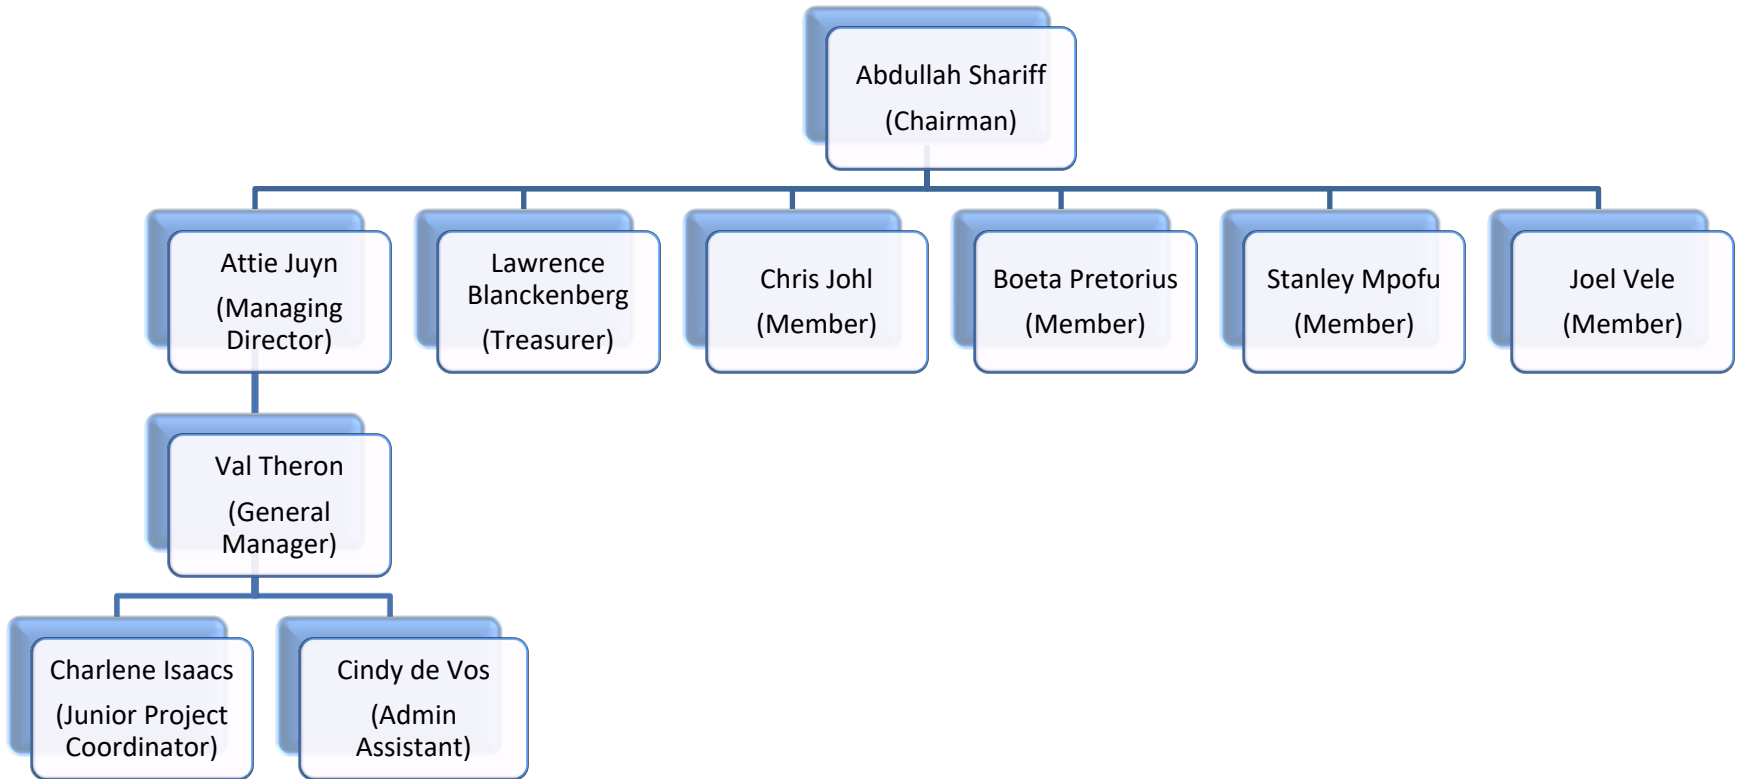 Abdullah Shariff
(Chairman)
Attie Juyn
(Managing
Director)
Lawrence
Blanckenberg
(Treasurer)
Chris Johl
(Member)
Boeta Pretorius
(Member)
Stanley Mpofu
(Member)
Joel Vele
(Member)
Val Theron
(General
Manager)
Charlene Isaacs
(Junior Project
Coordinator)
Cindy de Vos
(Admin
Assistant)